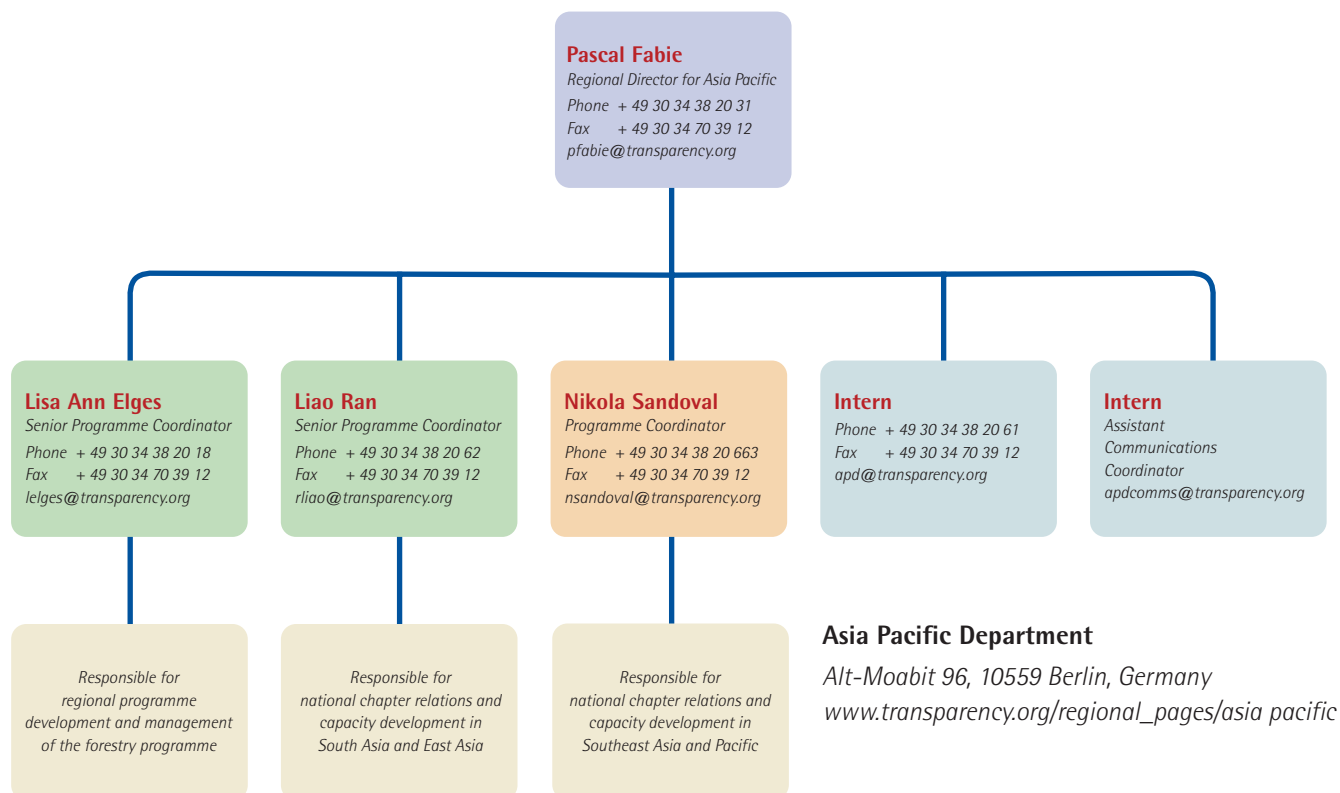 Pascal Fabie
Regional Director for Asia Pacific
Phone + 49 30 34 38 20 31
Fax + 49 30 34 70 39 12
pfabie@transparency.org
Lisa Ann Elges
Senior Programme Coordinator
Phone + 49 30 34 38 20 18
Fax + 49 30 34 70 39 12
lelges@transparency.org
Liao Ran
Senior Programme Coordinator
Phone + 49 30 34 38 20 62
Fax + 49 30 34 70 39 12
rliao@transparency.org
Nikola Sandoval
Programme Coordinator
Phone + 49 30 34 38 20 663
Fax + 49 30 34 70 39 12
nsandoval@transparency.org
Intern
Phone + 49 30 34 38 20 61
Fax + 49 30 34 70 39 12
apd@transparency.org
Intern
Assistant
Communications
Coordinator
apdcomms@transparency.org
Responsible for
regional programme
development and management
of the forestry programme
Responsible for
national chapter relations and
capacity development in
South Asia and East Asia
Responsible for
national chapter relations and
capacity development in
Southeast Asia and Pacific
Asia Pacific Department
Alt-Moabit 96, 10559 Berlin, Germany
www.transparency.org/regional_pages/asia pacific